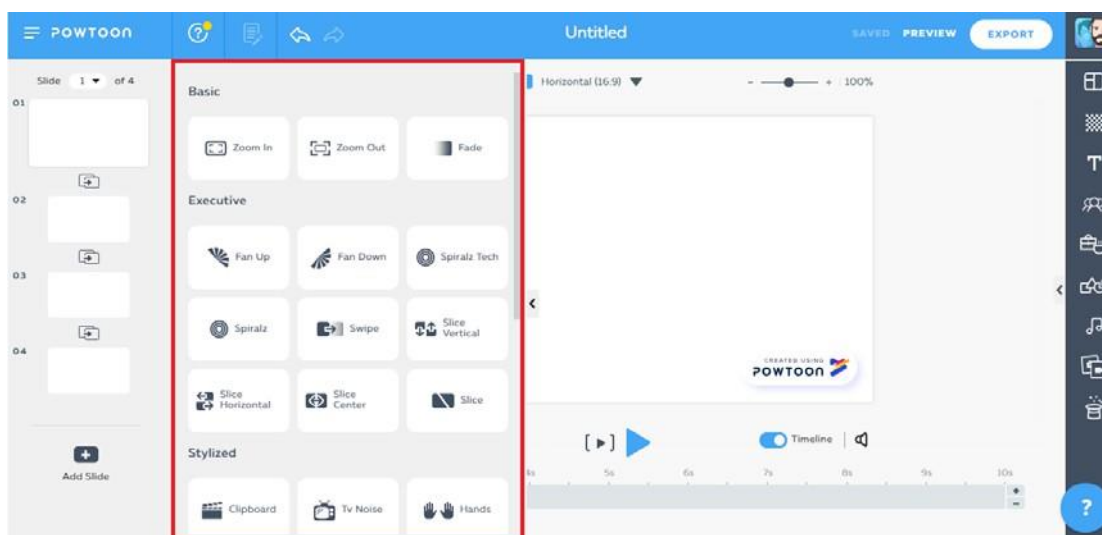 POWTOON
Untitled
SAVED PREVIEW EXPORT
Slide 1 of 4
01
02
03
04
Add Slide
Basic
Zoom In
Zoom Out
Fade
Executive
Fan Up
Fan Down
Spiralz Tech
Spiralz
Swipe
Slice
Vertical
Slice
Horizontal
Slice
Center
Slice
Stylized
Clipboard
Tv Noise
Hands
Horizontal (16:9)
- + 100%
CREATED USING
POWTOON
Timeline
4s 5s 6s 7s 8s 9s 10s
+
-
?